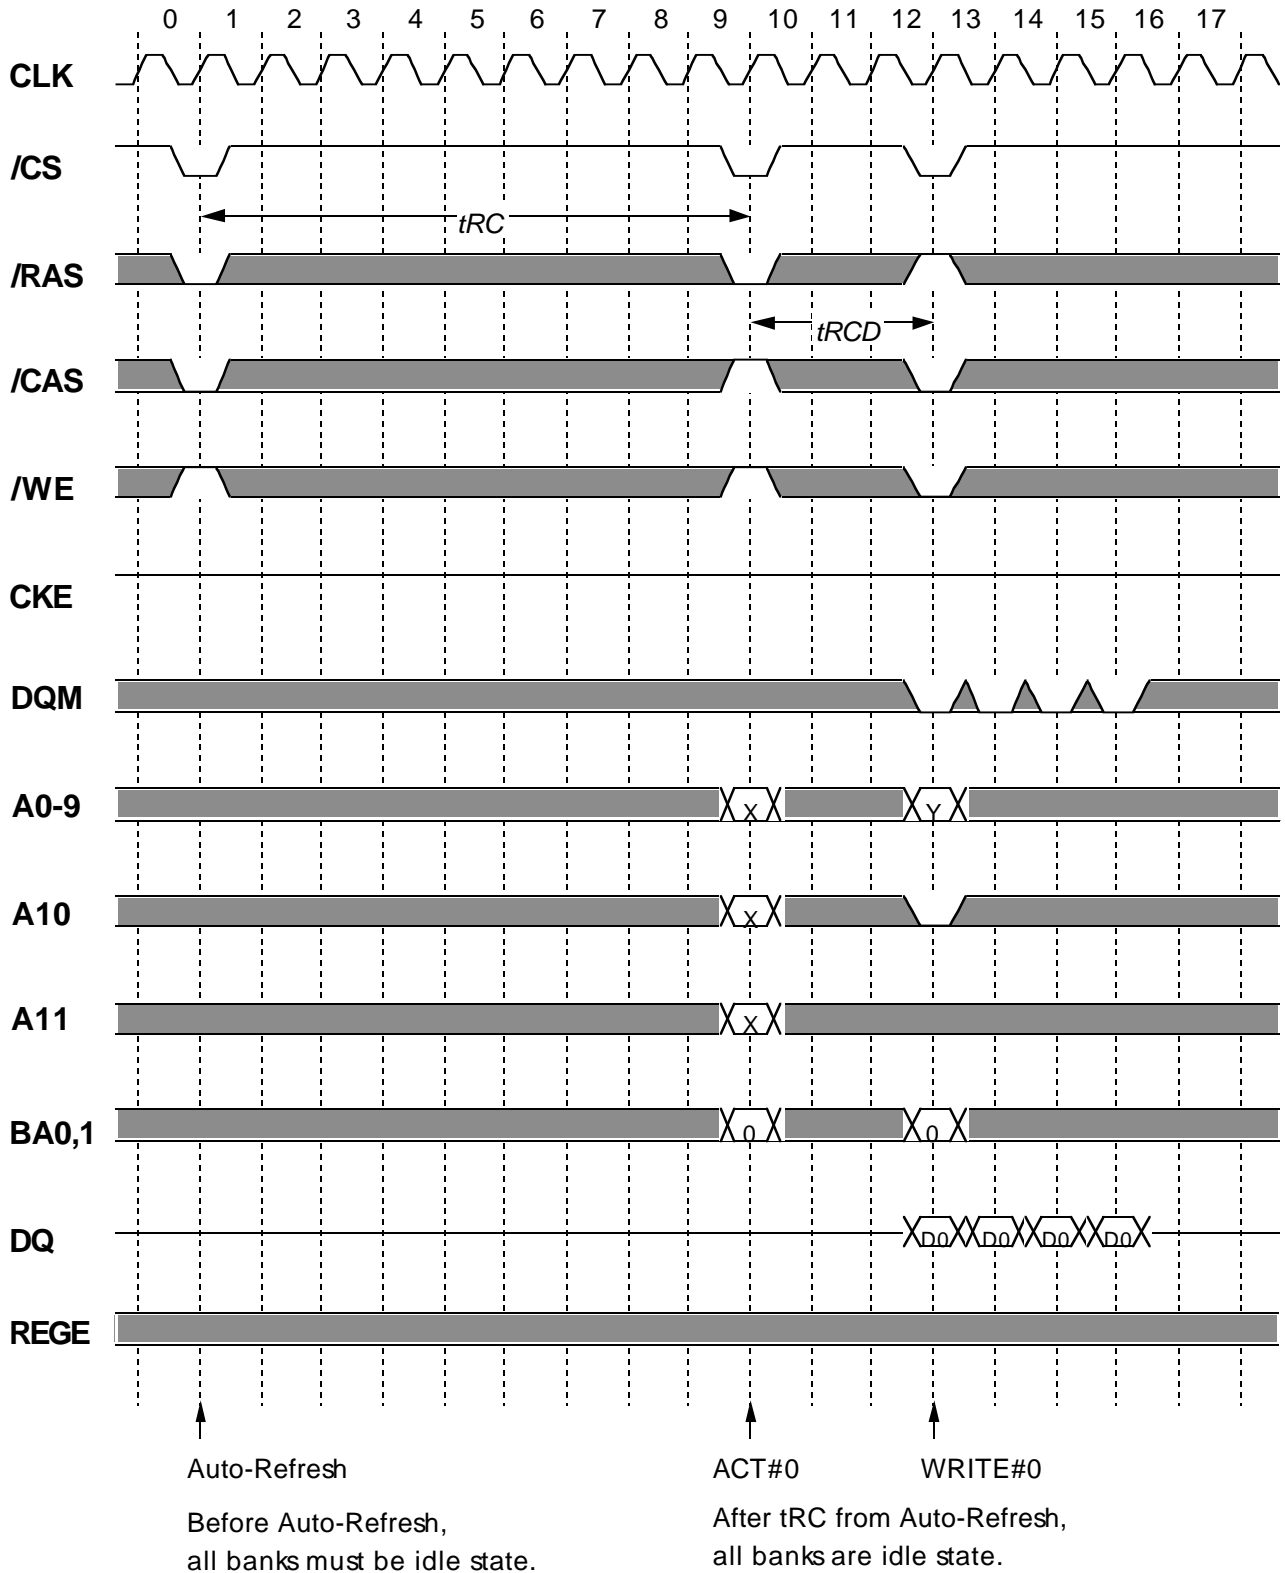 0 1 2 3 4 5 6 7 8 9 10 11 12 13 14 15 16 17
CLK
/CS
tRC
/RAS
tRCD
/CAS
/WE
CKE
DQM
A0-9 X Y
A10 X
A11 X
BA0,1 0 0
DQ D0 D0 D0 D0
REGE
Auto-Refresh ACT#0 WRITE#0
Before Auto-Refresh,
all banks must be idle state.
After tRC from Auto-Refresh,
all banks are idle state.